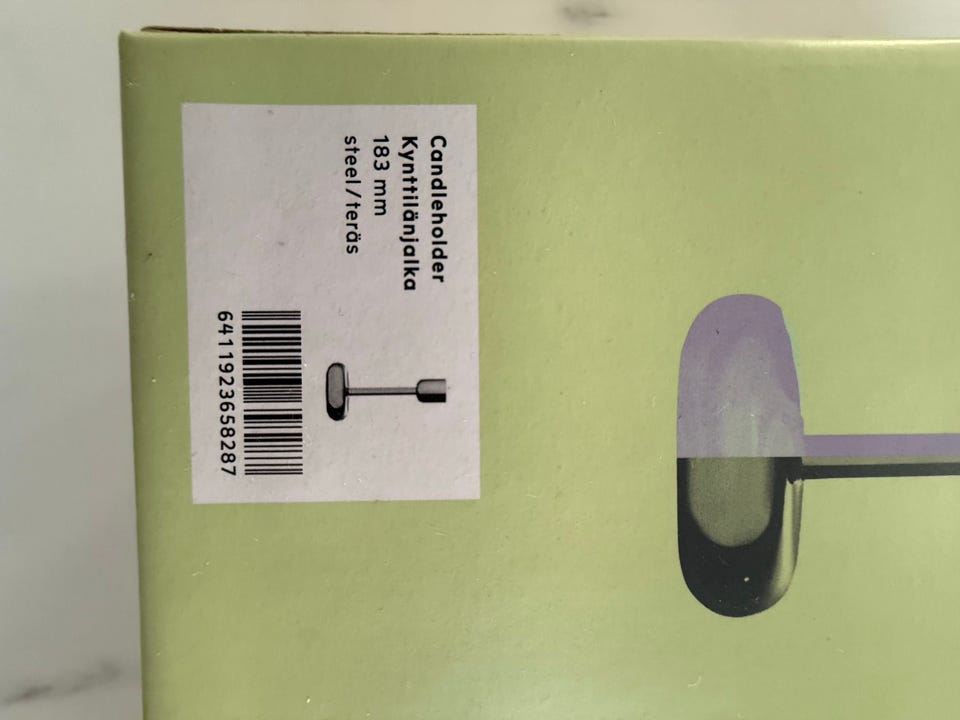 Candleholder
Kynttilänjalka
183 mm
steel/teräs
6411923658287